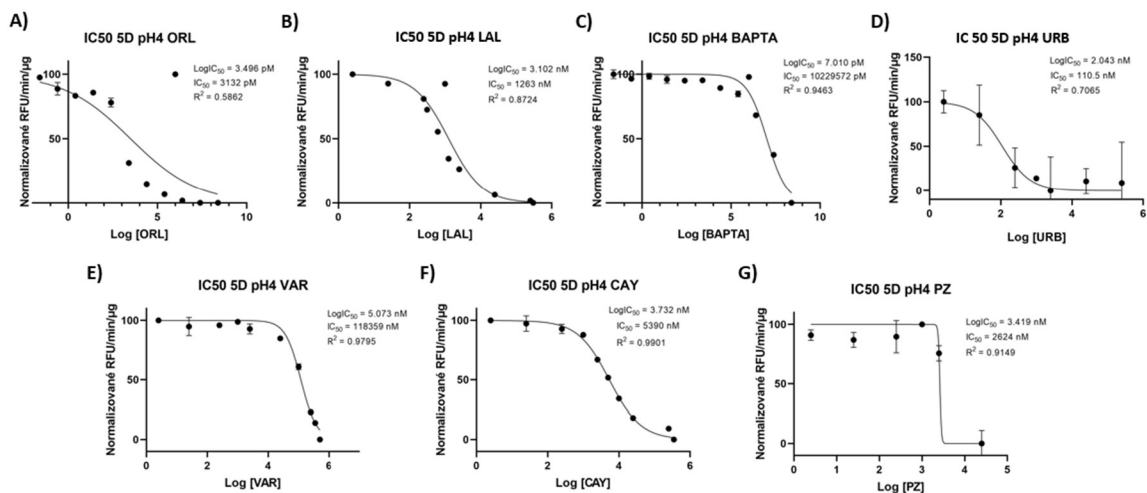 A)
IC50 5D pH4 ORL
LogIC50 = 3.496 pM
IC50 = 3132 pM
R2 = 0.5862
Normalizované RFU/min/µg
100
50
0
0
5
10
Log [ORL]
B)
IC50 5D pH4 LAL
LogIC50 = 3.102 nM
IC50 = 1263 nM
R2 = 0.8724
Normalizované RFU/min/µg
100
50
0
0
2
4
6
Log [LAL]
C)
IC50 5D pH4 BAPTA
LogIC50 = 7.010 pM
IC50 = 10229572 pM
R2 = 0.9463
Normalizované RFU/min/µg
100
50
0
0
5
10
Log [BAPTA]
D)
IC 50 5D pH4 URB
LogIC50 = 2.043 nM
IC50 = 110.5 nM
R2 = 0.7065
Normalizované RFU/min/µg
150
100
50
0
0
2
4
6
Log [URB]
E)
IC50 5D pH4 VAR
LogIC50 = 5.073 nM
IC50 = 118359 nM
R2 = 0.9795
Normalizované RFU/min/µg
100
50
0
0
2
4
6
Log [VAR]
F)
IC50 5D pH4 CAY
LogIC50 = 3.732 nM
IC50 = 5390 nM
R2 = 0.9901
Normalizované RFU/min/µg
100
50
0
0
2
4
6
Log [CAY]
G)
IC50 5D pH4 PZ
LogIC50 = 3.419 nM
IC50 = 2624 nM
R2 = 0.9149
Normalizované RFU/min/µg
100
50
0
0
1
2
3
4
5
Log [PZ]